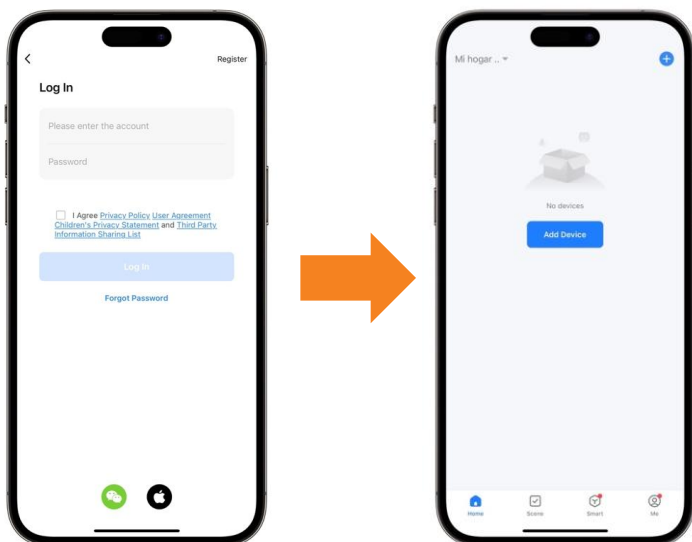 Register
Log In
Please enter the account
Password
I Agree Privacy Policy User Agreement
Children's Privacy Statement and Third Party
Information Sharing List
Log In
Forgot Password
Mi hogar ..
No devices
Add Device
Home Scene Smart Me